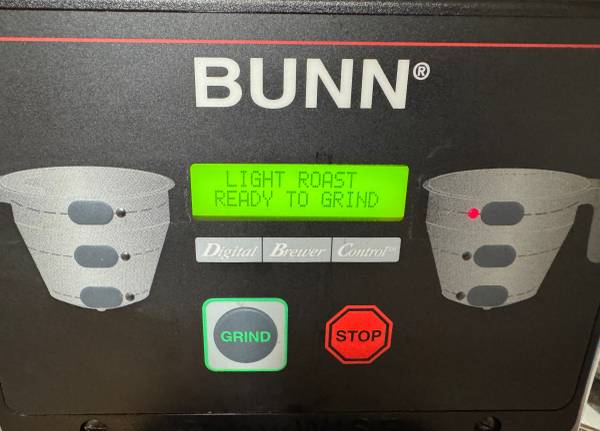 BUNN®
LIGHT ROAST
READY TO GRIND
Digital Brewer Control™
GRIND
STOP